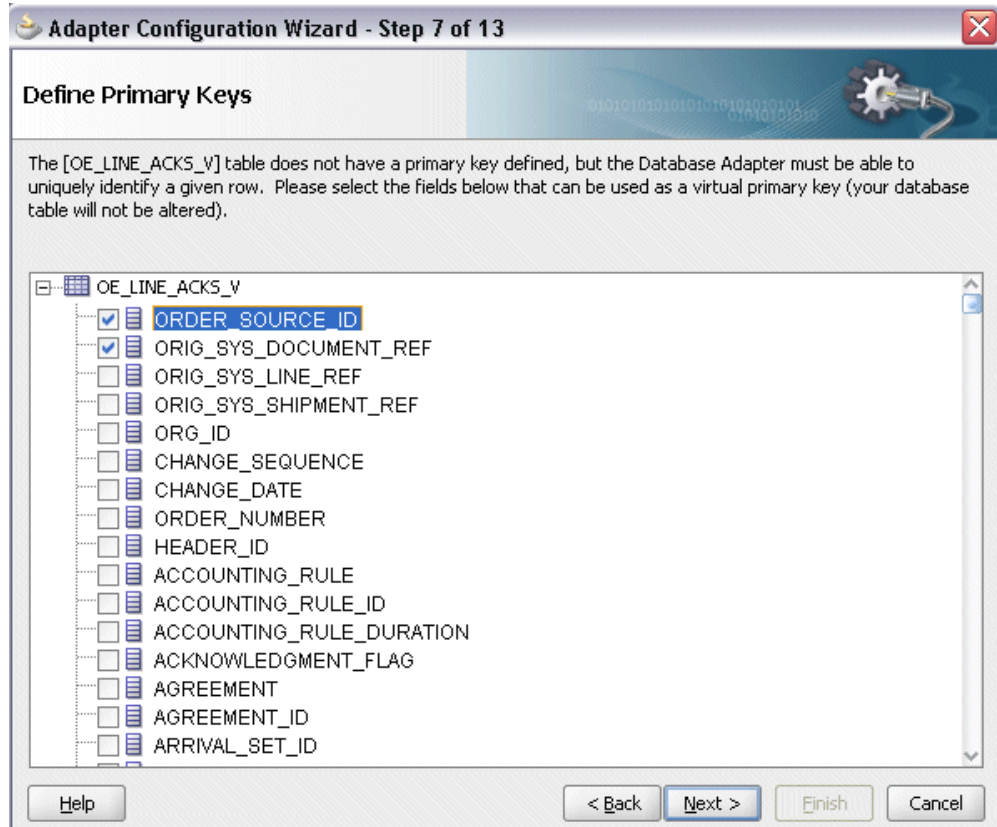 Adapter Configuration Wizard - Step 7 of 13
Define Primary Keys
The [OE_LINE_ACKS_V] table does not have a primary key defined, but the Database Adapter must be able to
uniquely identify a given row. Please select the fields below that can be used as a virtual primary key (your database
table will not be altered).
OE_LINE_ACKS_V
ORDER_SOURCE_ID
ORIG_SYS_DOCUMENT_REF
ORIG_SYS_LINE_REF
ORIG_SYS_SHIPMENT_REF
ORG_ID
CHANGE_SEQUENCE
CHANGE_DATE
ORDER_NUMBER
HEADER_ID
ACCOUNTING_RULE
ACCOUNTING_RULE_ID
ACCOUNTING_RULE_DURATION
ACKNOWLEDGMENT_FLAG
AGREEMENT
AGREEMENT_ID
ARRIVAL_SET_ID
Help < Back Next > Finish Cancel